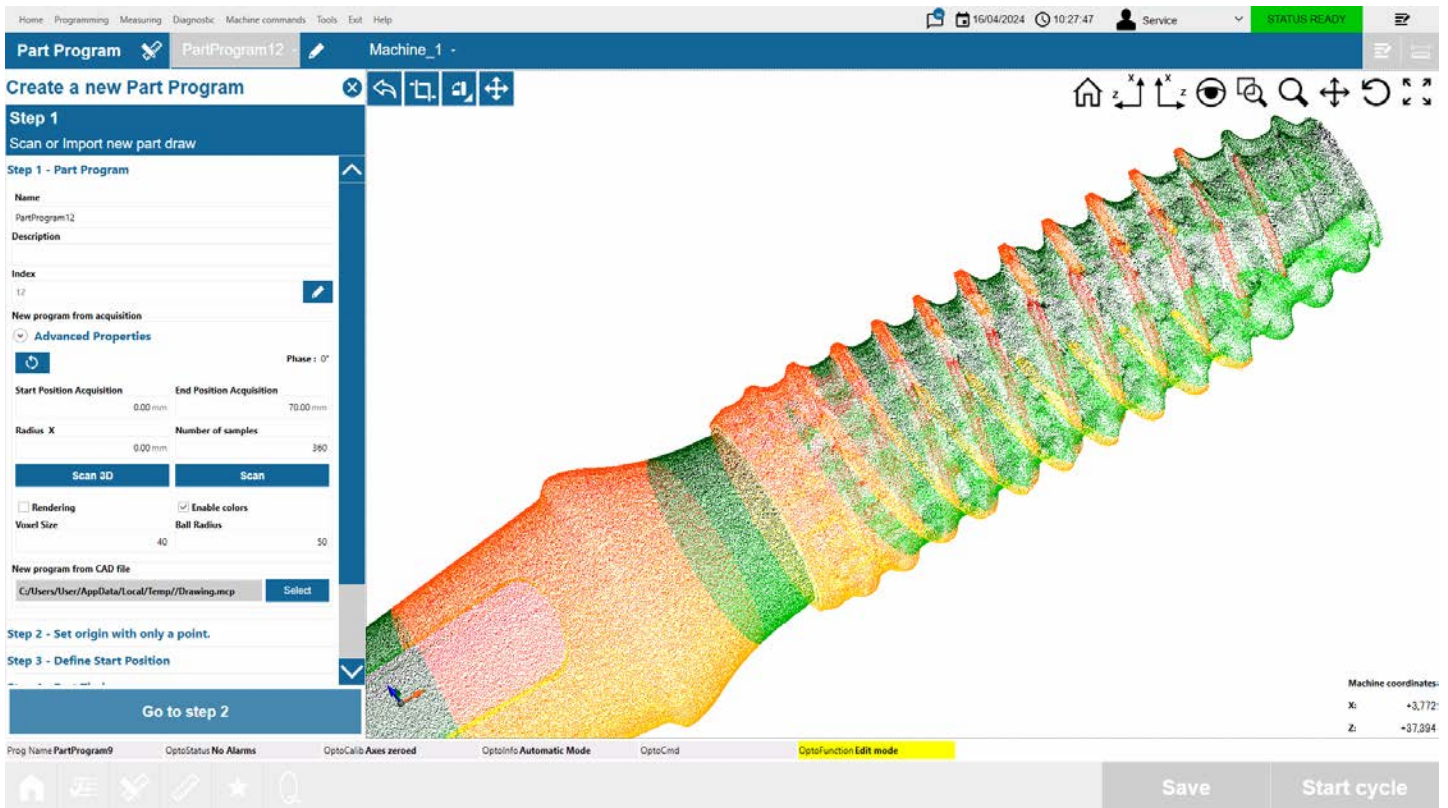 Home Programming Measuring Diagnostic Machine commands Tools Exit Help
16/04/2024 10:27:47 Service STATUS READY
Part Program PartProgram12 Machine_1
Create a new Part Program
Step 1
Scan or Import new part draw
Step 1 - Part Program
Name
PartProgram12
Description
Index
12
New program from acquisition
Advanced Properties
Phase : 0°
Start Position Acquisition End Position Acquisition
0.00 mm 70.00 mm
Radius X Number of samples
0.00 mm 360
Scan 3D Scan
Rendering Enable colors
Voxel Size Ball Radius
40 50
New program from CAD file
C:/Users/User/AppData/Local/Temp//Drawing.mcp Select
Step 2 - Set origin with only a point.
Step 3 - Define Start Position
Go to step 2
X Z X Z
Machine coordinates
X: +3,772
Z: +37,394
Prog Name PartProgram9 OptoStatus No Alarms OptoCalib Axes zeroed OptoInfo Automatic Mode OptoCmd OptoFunction Edit mode
Save Start cycle